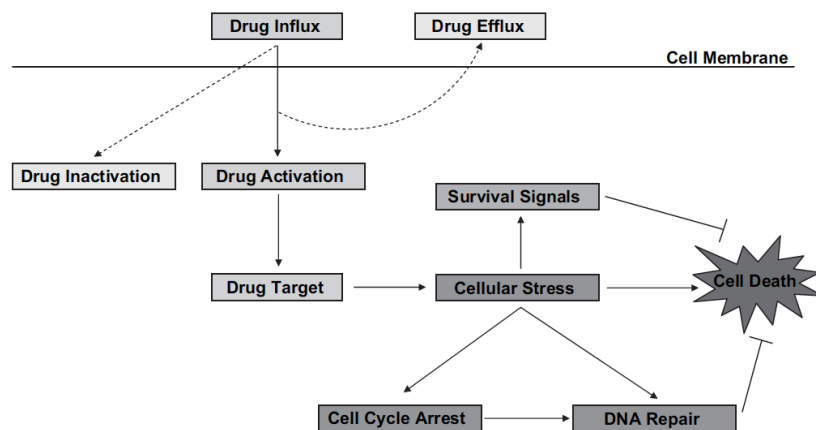 Drug Influx
Drug Efflux
Cell Membrane
Drug Inactivation
Drug Activation
Survival Signals
Drug Target
Cellular Stress
Cell Death
Cell Cycle Arrest
DNA Repair